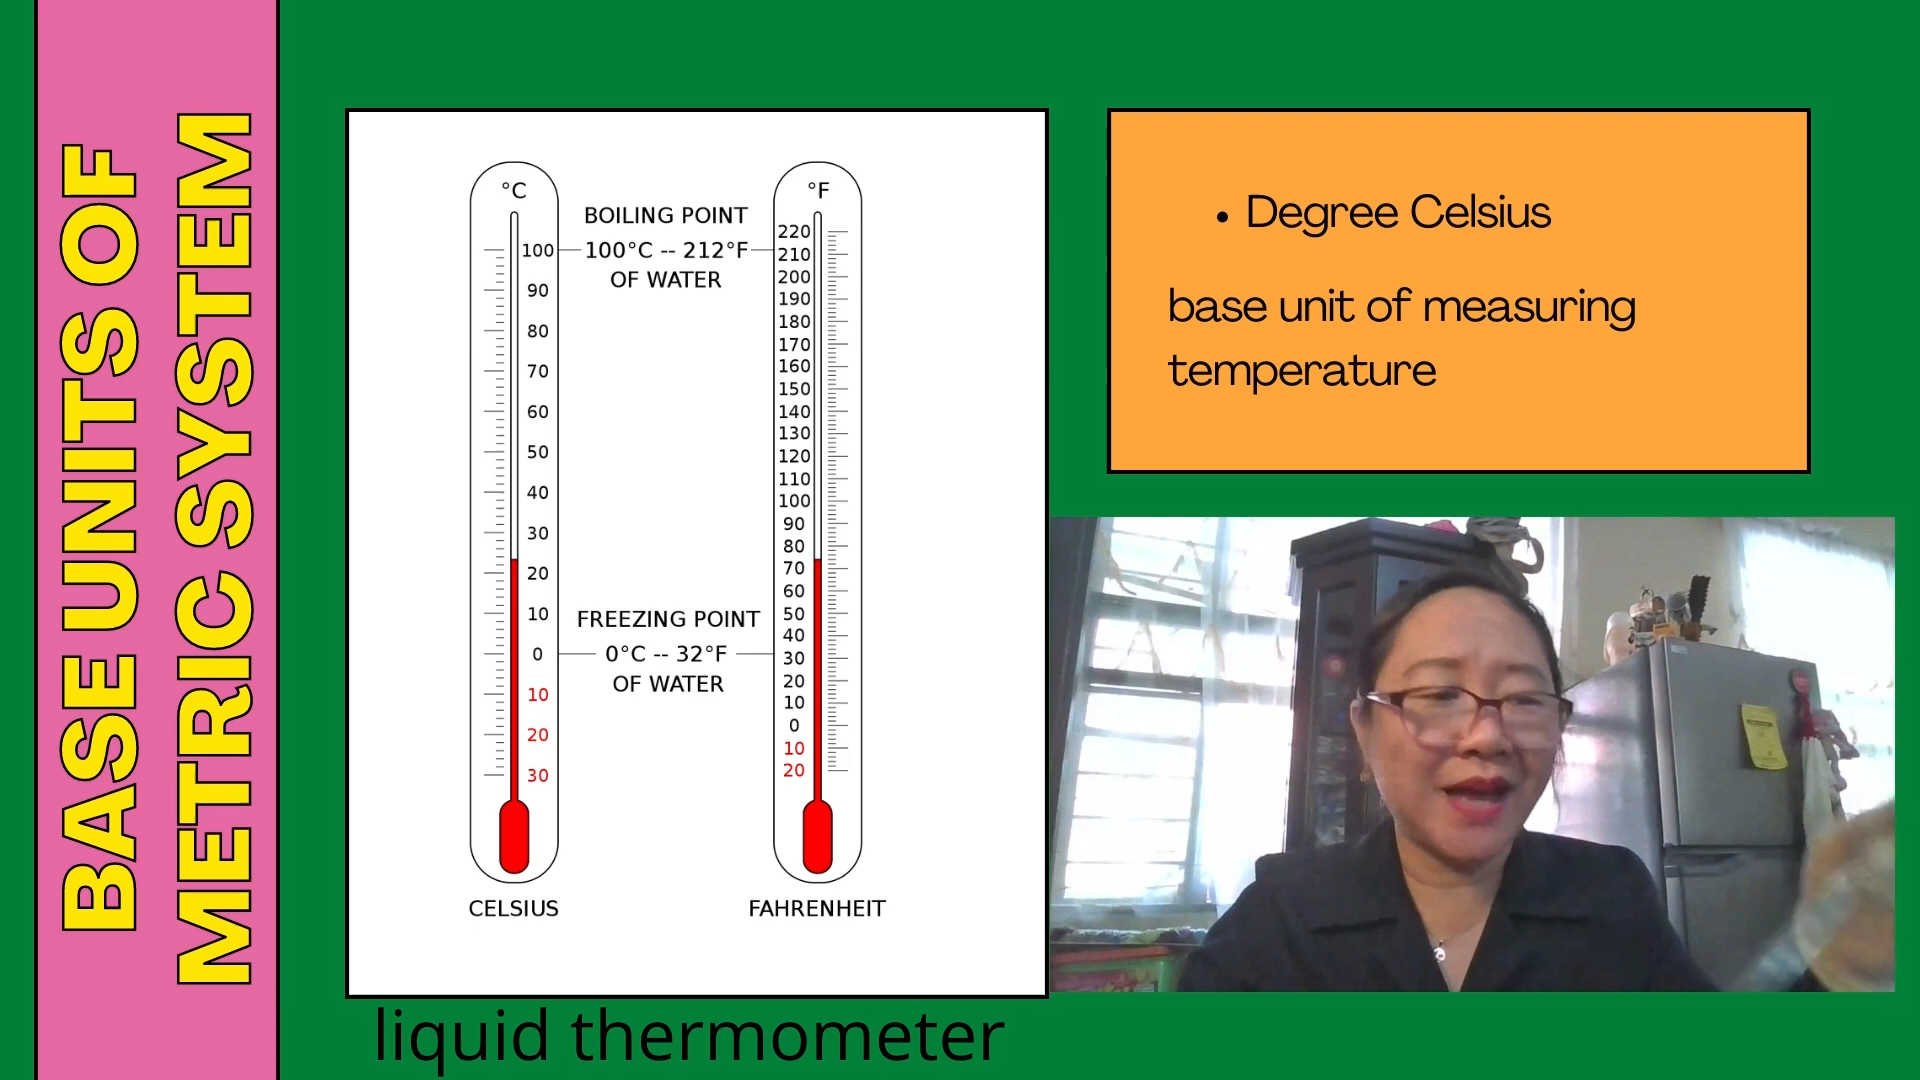 BASE UNITS OF
METRIC SYSTEM
°C
°F
BOILING POINT
100°C -- 212°F
OF WATER
FREEZING POINT
0°C -- 32°F
OF WATER
100
90
80
70
60
50
40
30
20
10
0
10
20
30
220
210
200
190
180
170
160
150
140
130
120
110
100
90
80
70
60
50
40
30
20
10
0
10
20
CELSIUS
FAHRENHEIT
liquid thermometer
• Degree Celsius
base unit of measuring
temperature